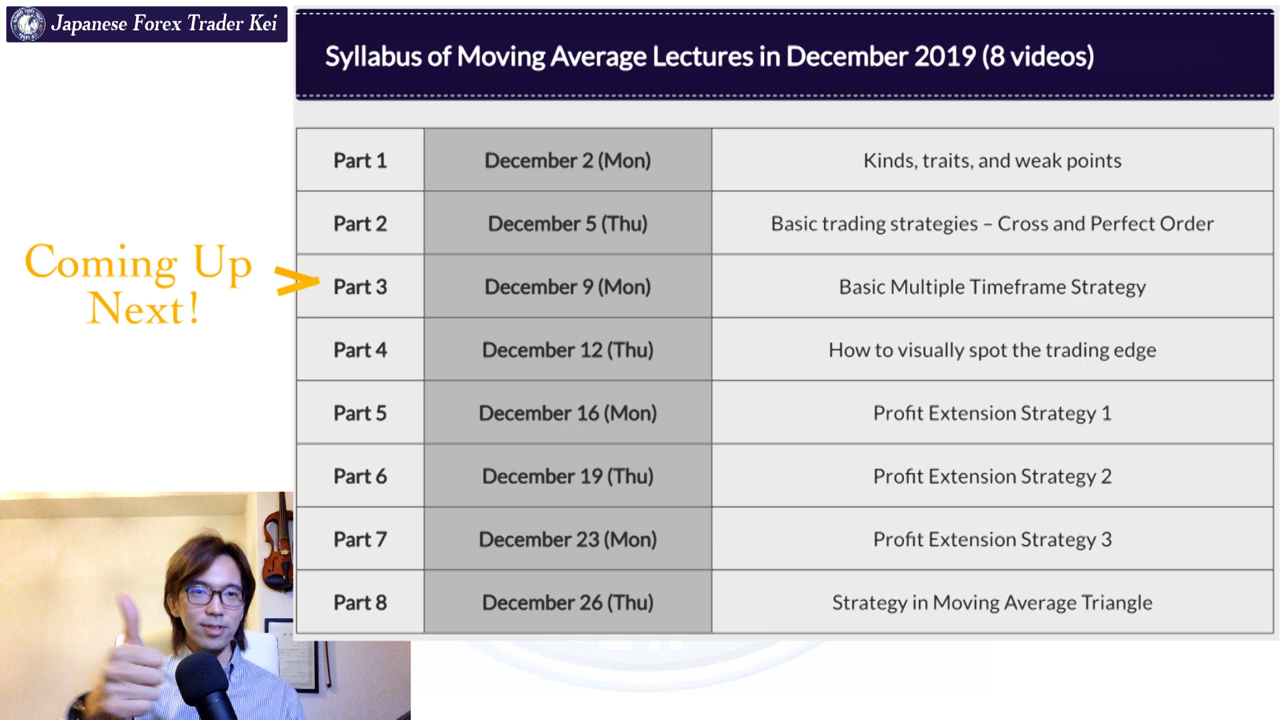 Japanese Forex Trader Kei
Syllabus of Moving Average Lectures in December 2019 (8 videos)
Part 1 December 2 (Mon) Kinds, traits, and weak points
Part 2 December 5 (Thu) Basic trading strategies – Cross and Perfect Order
Coming Up
Next!
>
Part 3 December 9 (Mon) Basic Multiple Timeframe Strategy
Part 4 December 12 (Thu) How to visually spot the trading edge
Part 5 December 16 (Mon) Profit Extension Strategy 1
Part 6 December 19 (Thu) Profit Extension Strategy 2
Part 7 December 23 (Mon) Profit Extension Strategy 3
Part 8 December 26 (Thu) Strategy in Moving Average Triangle